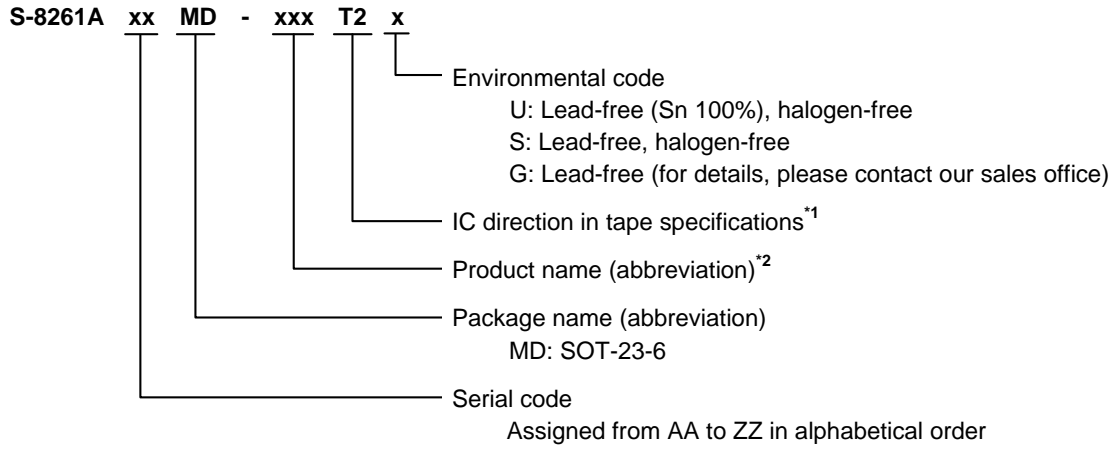 S-8261A xx MD - xxx T2 x
Environmental code
U: Lead-free (Sn 100%), halogen-free
S: Lead-free, halogen-free
G: Lead-free (for details, please contact our sales office)
IC direction in tape specifications*1
Product name (abbreviation)*2
Package name (abbreviation)
MD: SOT-23-6
Serial code
Assigned from AA to ZZ in alphabetical order